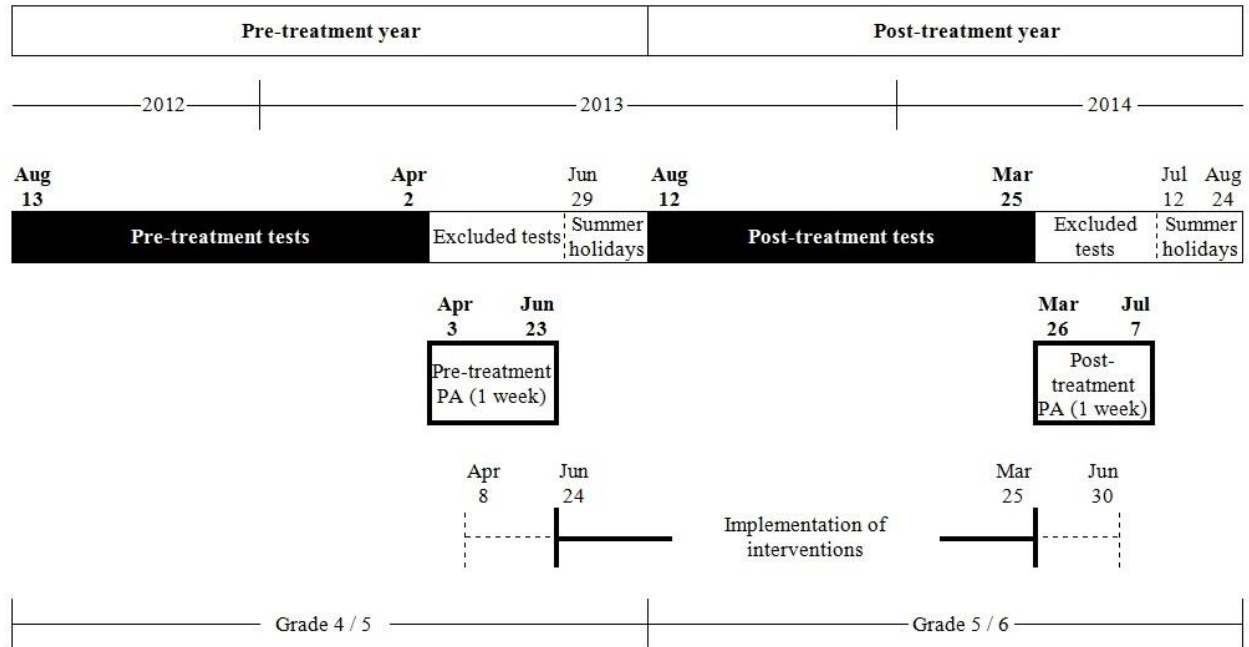 Pre-treatment year Post-treatment year
2012 2013 2014
Aug Apr Jun Aug Mar Jul Aug
13 2 29 12 25 12 24
Pre-treatment tests Excluded tests Summer holidays Post-treatment tests Excluded tests Summer holidays
Apr Jun Mar Jul
3 23 26 7
Pre-treatment
PA (1 week)
Post-
treatment
PA (1 week)
Apr Jun Mar Jun
8 24 25 30
Implementation of
interventions
Grade 4 / 5 Grade 5 / 6